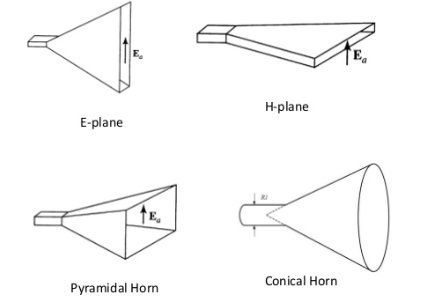 Eₐ
Eₐ
H-plane
E-plane
Eₐ
Pyramidal Horn
Conical Horn